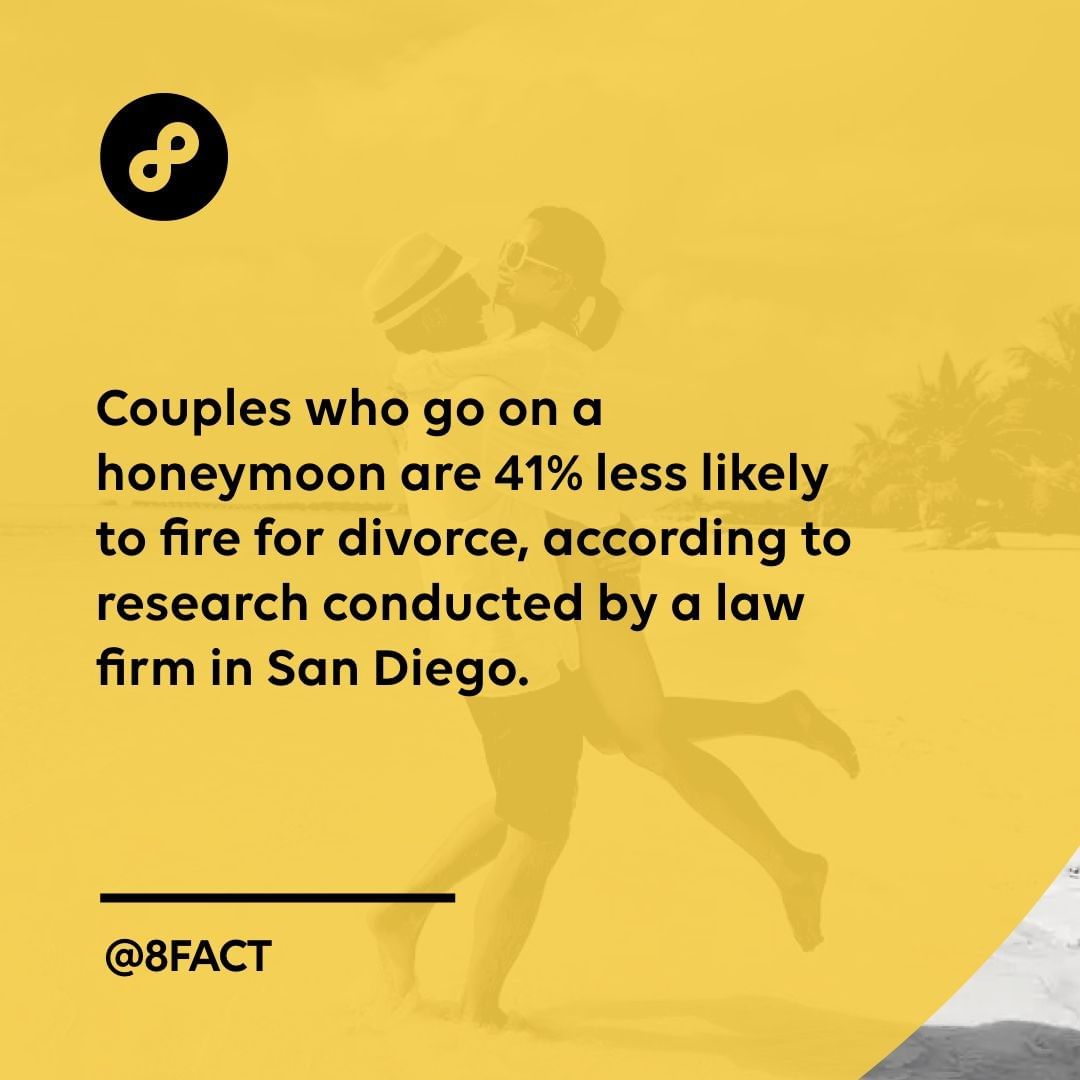 Couples who go on a
honeymoon are 41% less likely
to fire for divorce, according to
research conducted by a law
firm in San Diego.
@8FACT